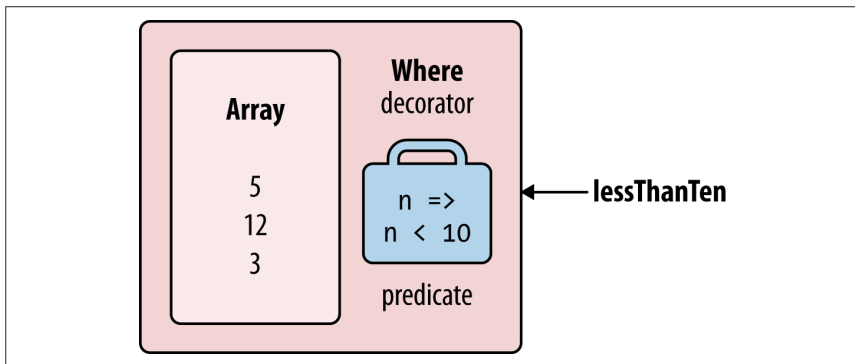 Array
5
12
3
Where
decorator
n =>
n < 10
predicate
lessThanTen